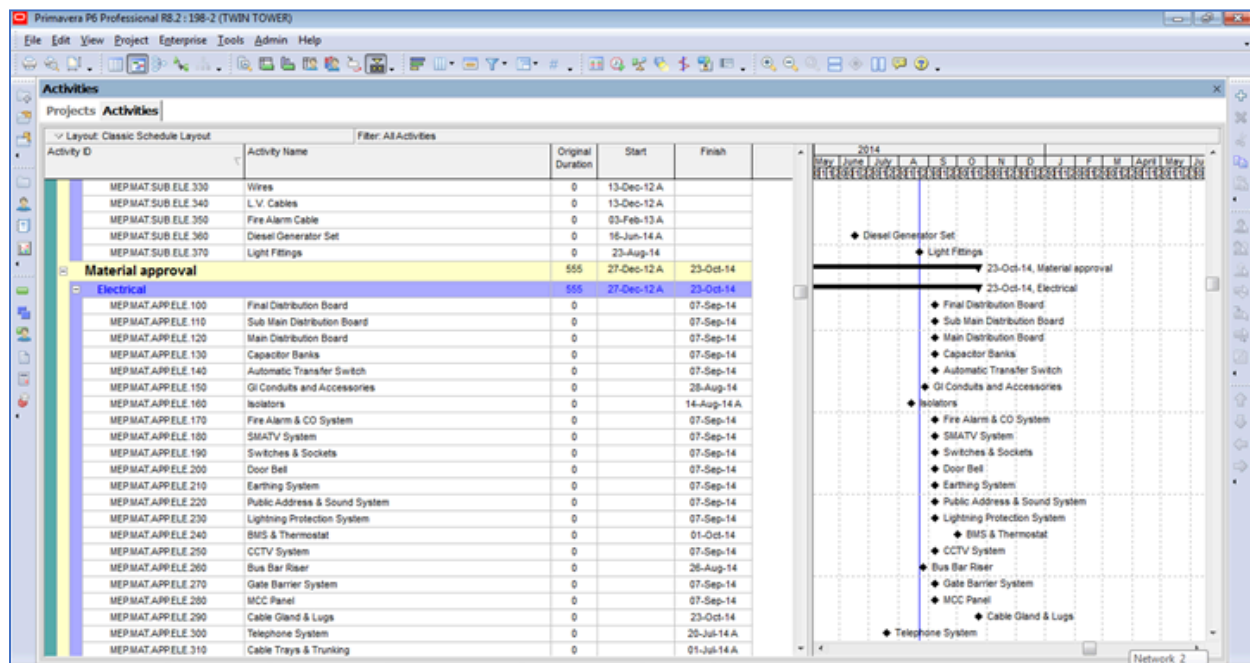 Primavera P6 Professional R8.2 : 198-2 (TWIN TOWER)
File Edit View Project Enterprise Tools Admin Help
Activities
Projects Activities
Layout: Classic Schedule Layout Filter: All Activities
Activity ID Activity Name Original Duration Start Finish
2014
May June July A S O N D J F M April May Ju
MEP.MAT.SUB.ELE.330 Wires 0 13-Dec-12 A
MEP.MAT.SUB.ELE.340 L.V. Cables 0 13-Dec-12 A
MEP.MAT.SUB.ELE.350 Fire Alarm Cable 0 03-Feb-13 A
MEP.MAT.SUB.ELE.360 Diesel Generator Set 0 16-Jun-14 A Diesel Generator Set
MEP.MAT.SUB.ELE.370 Light Fittings 0 23-Aug-14 Light Fittings
Material approval 555 27-Dec-12 A 23-Oct-14 23-Oct-14, Material approval
Electrical 555 27-Dec-12 A 23-Oct-14 23-Oct-14, Electrical
MEP.MAT.APP.ELE.100 Final Distribution Board 0 07-Sep-14 Final Distribution Board
MEP.MAT.APP.ELE.110 Sub Main Distribution Board 0 07-Sep-14 Sub Main Distribution Board
MEP.MAT.APP.ELE.120 Main Distribution Board 0 07-Sep-14 Main Distribution Board
MEP.MAT.APP.ELE.130 Capacitor Banks 0 07-Sep-14 Capacitor Banks
MEP.MAT.APP.ELE.140 Automatic Transfer Switch 0 07-Sep-14 Automatic Transfer Switch
MEP.MAT.APP.ELE.150 GI Conduits and Accessories 0 28-Aug-14 GI Conduits and Accessories
MEP.MAT.APP.ELE.160 Isolators 0 14-Aug-14 A Isolators
MEP.MAT.APP.ELE.170 Fire Alarm & CO System 0 07-Sep-14 Fire Alarm & CO System
MEP.MAT.APP.ELE.180 SMATV System 0 07-Sep-14 SMATV System
MEP.MAT.APP.ELE.190 Switches & Sockets 0 07-Sep-14 Switches & Sockets
MEP.MAT.APP.ELE.200 Door Bell 0 07-Sep-14 Door Bell
MEP.MAT.APP.ELE.210 Earthing System 0 07-Sep-14 Earthing System
MEP.MAT.APP.ELE.220 Public Address & Sound System 0 07-Sep-14 Public Address & Sound System
MEP.MAT.APP.ELE.230 Lightning Protection System 0 07-Sep-14 Lightning Protection System
MEP.MAT.APP.ELE.240 BMS & Thermostat 0 01-Oct-14 BMS & Thermostat
MEP.MAT.APP.ELE.250 CCTV System 0 07-Sep-14 CCTV System
MEP.MAT.APP.ELE.260 Bus Bar Riser 0 26-Aug-14 Bus Bar Riser
MEP.MAT.APP.ELE.270 Gate Barrier System 0 07-Sep-14 Gate Barrier System
MEP.MAT.APP.ELE.280 MCC Panel 0 07-Sep-14 MCC Panel
MEP.MAT.APP.ELE.290 Cable Gland & Lugs 0 23-Oct-14 Cable Gland & Lugs
MEP.MAT.APP.ELE.300 Telephone System 0 20-Jul-14 A Telephone System
MEP.MAT.APP.ELE.310 Cable Trays & Trunking 0 01-Jul-14 A
Network_2